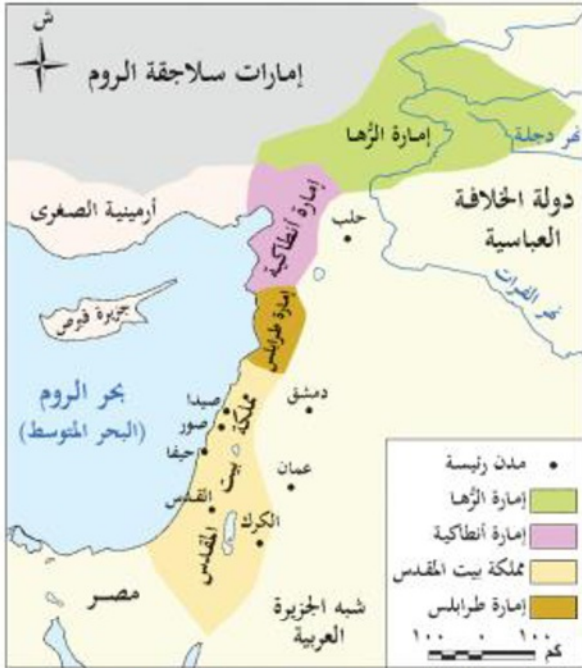 ش
إمارات سلاجقة الروم
إمارة الرُّها
نهر دجلة
أرمينية الصغرى
إمارة أنطاكية
حلب
دولة الخلافة
العباسية
نهر الفرات
جزيرة قبرص
إمارة طرابلس
بحر الروم
(البحر المتوسط)
صيدا
صور
حيفا
دمشق
عمان
القدس
الكرك
مملكة بيت المقدس
مصر
شبه الجزيرة
العربية
مدن رئيسة
إمارة الرُّها
إمارة أنطاكية
مملكة بيت المقدس
إمارة طرابلس
١٠٠ ٠ ١٠٠
كم